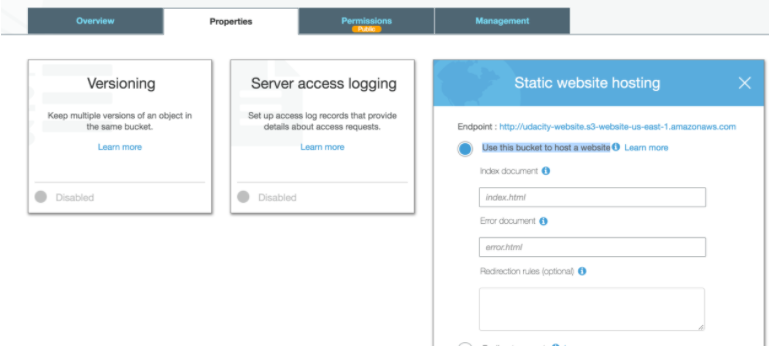 Overview
Properties
Permissions
Public
Management
Versioning
Keep multiple versions of an object in
the same bucket.
Learn more
Disabled
Server access logging
Set up access log records that provide
details about access requests.
Learn more
Disabled
Static website hosting
Endpoint : http://udacity-website.s3-website-us-east-1.amazonaws.com
Use this bucket to host a website Learn more
Index document
index.html
Error document
error.html
Redirection rules (optional)